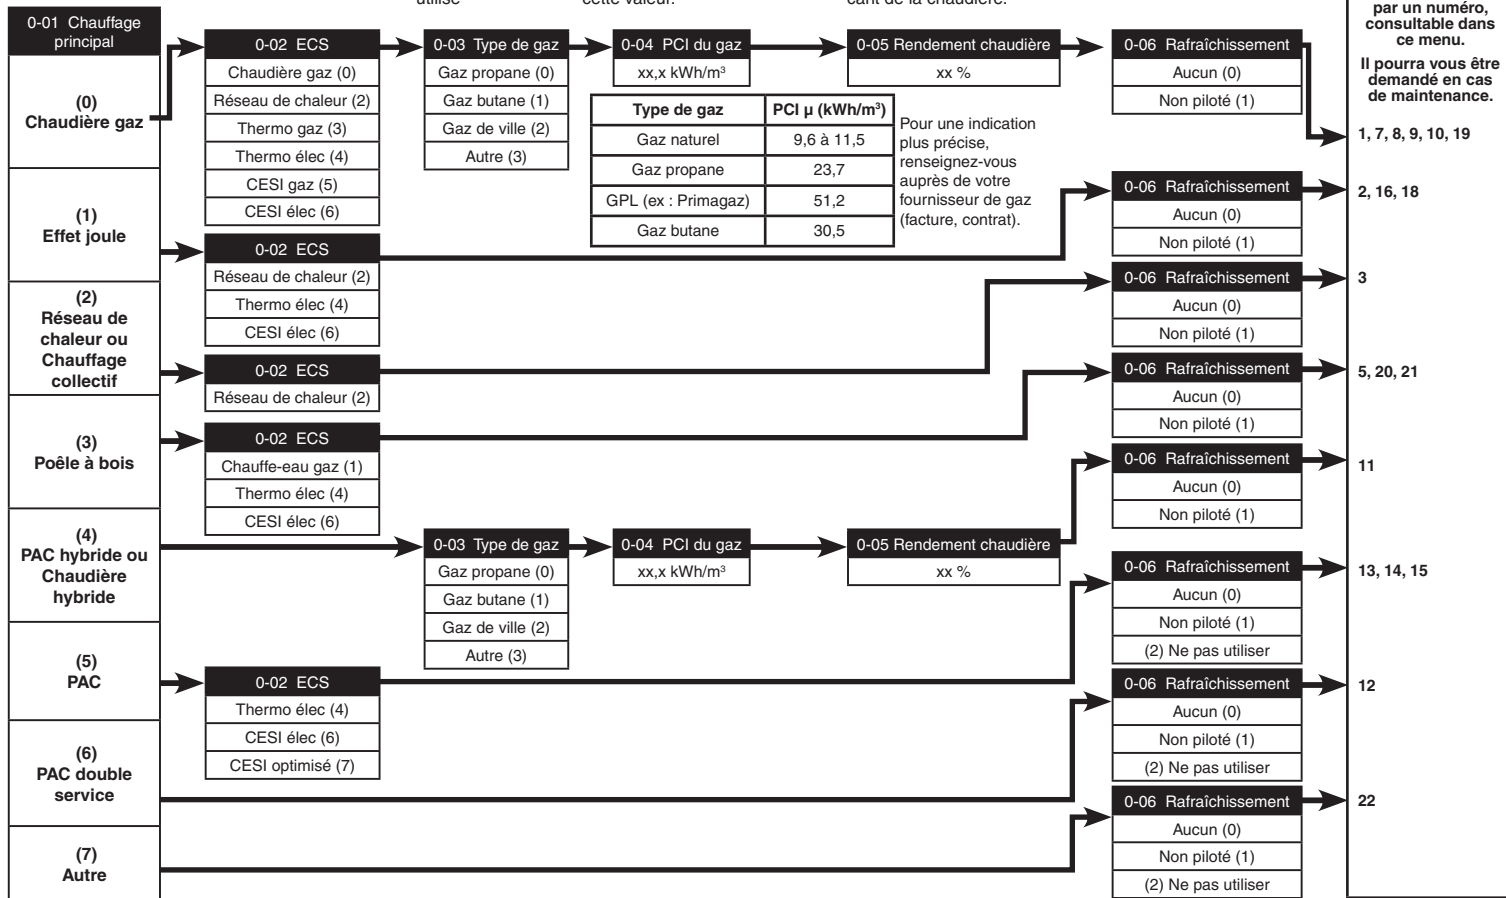 utilisé
cette valeur.
cant de la chaudière.
par un numéro,
consultable dans
ce menu.
Il pourra vous être
demandé en cas
de maintenance.
0-01 Chauffage
principal
(0)
Chaudière gaz
0-02 ECS
Chaudière gaz (0)
Réseau de chaleur (2)
Thermo gaz (3)
Thermo élec (4)
CESI gaz (5)
CESI élec (6)
0-03 Type de gaz
Gaz propane (0)
Gaz butane (1)
Gaz de ville (2)
Autre (3)
0-04 PCI du gaz
xx,x kWh/m³
0-05 Rendement chaudière
xx %
0-06 Rafraîchissement
Aucun (0)
Non piloté (1)
1, 7, 8, 9, 10, 19
Type de gaz PCI µ (kWh/m³)
Gaz naturel 9,6 à 11,5
Gaz propane 23,7
GPL (ex : Primagaz) 51,2
Gaz butane 30,5
Pour une indication
plus précise,
renseignez-vous
auprès de votre
fournisseur de gaz
(facture, contrat).
(1)
Effet joule
0-02 ECS
Réseau de chaleur (2)
Thermo élec (4)
CESI élec (6)
0-06 Rafraîchissement
Aucun (0)
Non piloté (1)
2, 16, 18
(2)
Réseau de
chaleur ou
Chauffage
collectif
0-02 ECS
Réseau de chaleur (2)
0-06 Rafraîchissement
Aucun (0)
Non piloté (1)
3
(3)
Poêle à bois
0-02 ECS
Chauffe-eau gaz (1)
Thermo élec (4)
CESI élec (6)
0-06 Rafraîchissement
Aucun (0)
Non piloté (1)
5, 20, 21
(4)
PAC hybride ou
Chaudière
hybride
0-03 Type de gaz
Gaz propane (0)
Gaz butane (1)
Gaz de ville (2)
Autre (3)
0-04 PCI du gaz
xx,x kWh/m³
0-05 Rendement chaudière
xx %
0-06 Rafraîchissement
Aucun (0)
Non piloté (1)
11
(5)
PAC
0-02 ECS
Thermo élec (4)
CESI élec (6)
CESI optimisé (7)
0-06 Rafraîchissement
Aucun (0)
Non piloté (1)
(2) Ne pas utiliser
13, 14, 15
(6)
PAC double
service
0-06 Rafraîchissement
Aucun (0)
Non piloté (1)
(2) Ne pas utiliser
12
(7)
Autre
0-06 Rafraîchissement
Aucun (0)
Non piloté (1)
(2) Ne pas utiliser
22